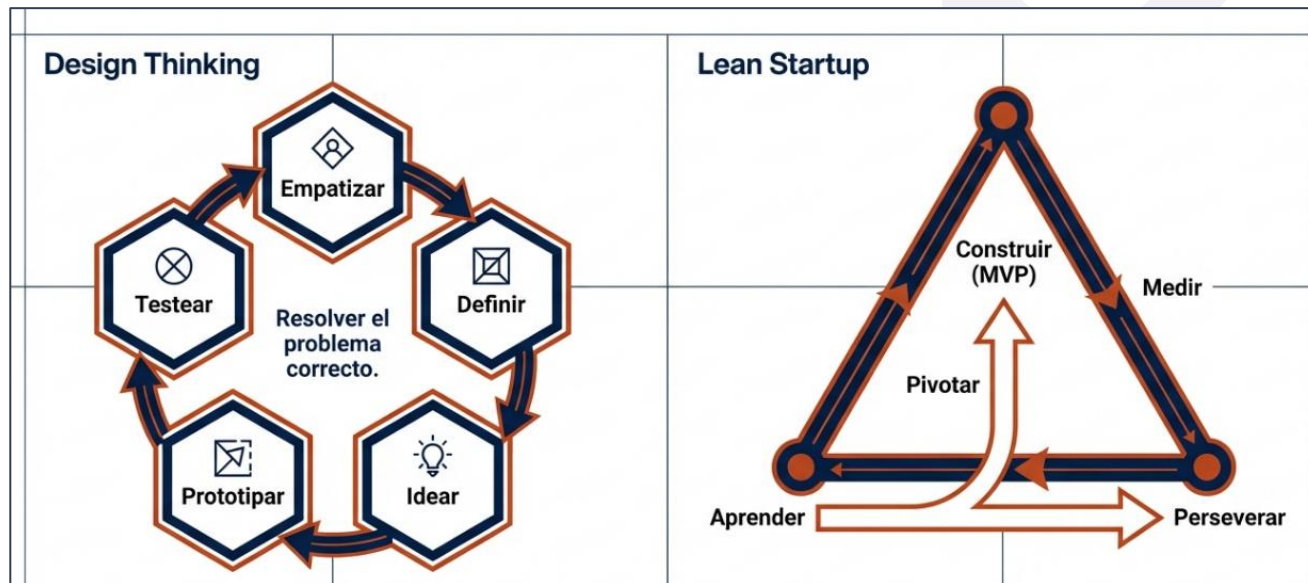 Design Thinking
Empatizar
Definir
Idear
Prototipar
Testear
Resolver el
problema
correcto.
Lean Startup
Construir
(MVP)
Medir
Pivotar
Aprender
Perseverar